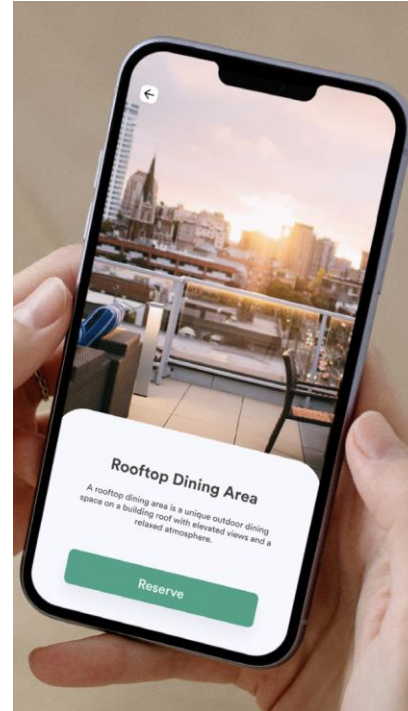 Rooftop Dining Area
A rooftop dining area is a unique outdoor dining
space on a building roof with elevated views and a
relaxed atmosphere.
Reserve